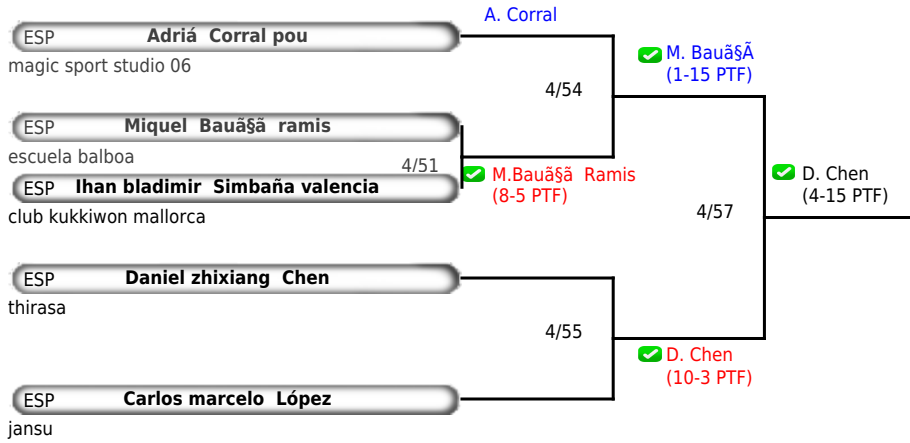 A. Corral
ESP Adriá Corral pou
magic sport studio 06
M. Bauã§Ã
(1-15 PTF)
4/54
ESP Miquel Bauã§ã ramis
escuela balboa
4/51
M.Bauã§ã Ramis
(8-5 PTF)
ESP Ihan bladimir Simbaña valencia
club kukkiwon mallorca
D. Chen
(4-15 PTF)
4/57
ESP Daniel zhixiang Chen
thirasa
4/55
D. Chen
(10-3 PTF)
ESP Carlos marcelo López
jansu